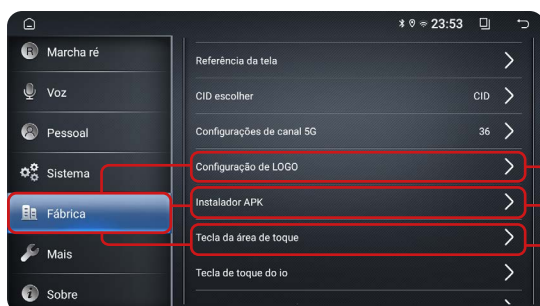 23:53
Marcha ré
Voz
Pessoal
Sistema
Fábrica
Mais
Sobre
Referência da tela
CID escolher CID
Configurações de canal 5G 36
Configuração de LOGO
Instalador APK
Tecla da área de toque
Tecla de toque do io